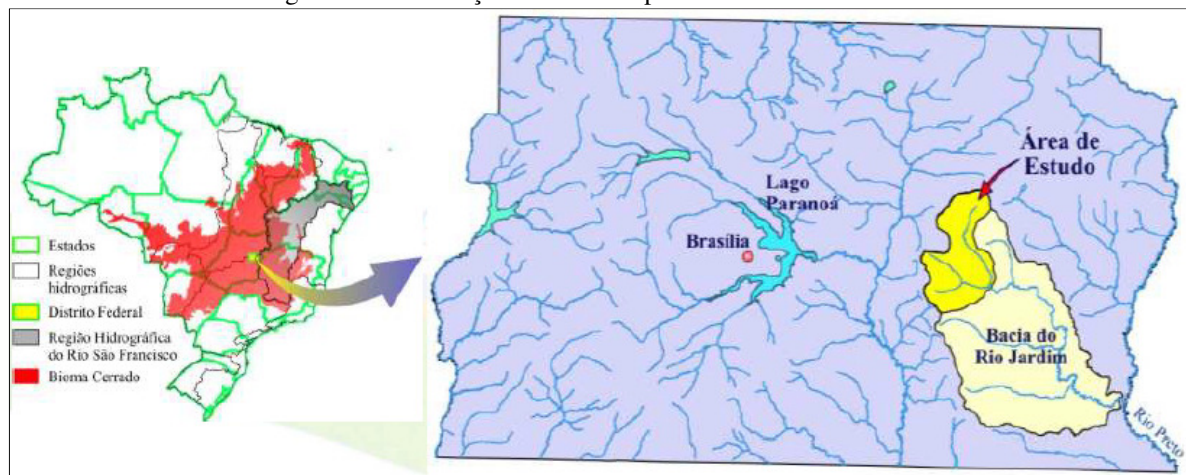 Estados
Regiões
hidrográficas
Distrito Federal
Região Hidrográfica
do Rio São Francisco
Bioma Cerrado
Lago
Paranoá
Brasília
Área de
Estudo
Bacia do
Rio Jardim
Rio Preto